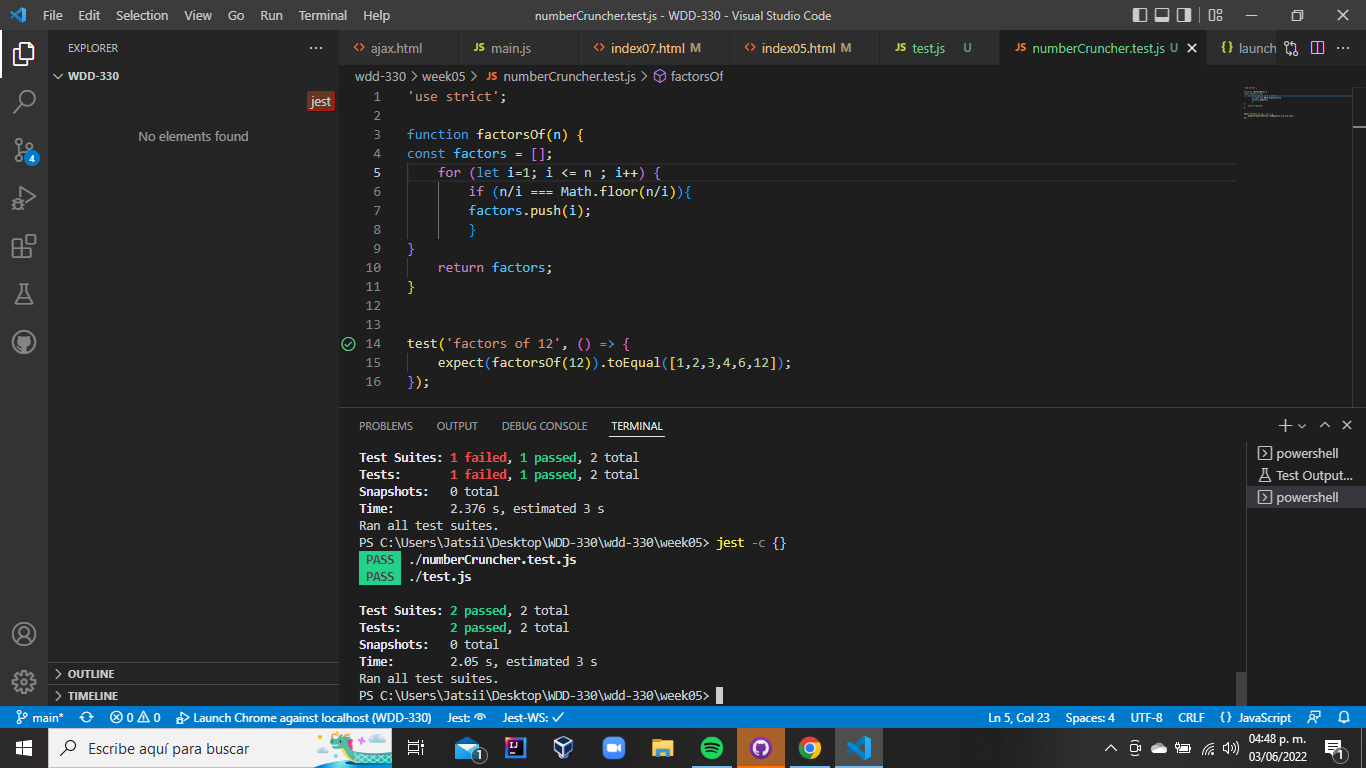 File Edit Selection View Go Run Terminal Help
numberCruncher.test.js - WDD-330 - Visual Studio Code
EXPLORER
ajax.html
JS main.js
index07.html M
index05.html M
JS test.js U
JS numberCruncher.test.js U
{} launch
WDD-330
wdd-330 > week05 > JS numberCruncher.test.js > factorsOf
jest
No elements found
1 'use strict';
2
3 function factorsOf(n) {
4 const factors = [];
5     for (let i=1; i <= n ; i++) {
6         if (n/i === Math.floor(n/i)){
7         factors.push(i);
8         }
9 }
10     return factors;
11 }
12
13
14 test('factors of 12', () => {
15     expect(factorsOf(12)).toEqual([1,2,3,4,6,12]);
16 });
4
PROBLEMS OUTPUT DEBUG CONSOLE TERMINAL
Test Suites: 1 failed, 1 passed, 2 total
Tests:       1 failed, 1 passed, 2 total
Snapshots:   0 total
Time:        2.376 s, estimated 3 s
Ran all test suites.
PS C:\Users\Jatsii\Desktop\WDD-330\wdd-330\week05> jest -c {}
PASS ./numberCruncher.test.js
PASS ./test.js
Test Suites: 2 passed, 2 total
Tests:       2 passed, 2 total
Snapshots:   0 total
Time:        2.05 s, estimated 3 s
Ran all test suites.
PS C:\Users\Jatsii\Desktop\WDD-330\wdd-330\week05>
powershell
Test Output...
powershell
OUTLINE
TIMELINE
main* 0 0 Launch Chrome against localhost (WDD-330) Jest: Jest-WS: Ln 5, Col 23 Spaces: 4 UTF-8 CRLF {} JavaScript
Escribe aquí para buscar
1
IJ
04:48 p. m.
03/06/2022
1